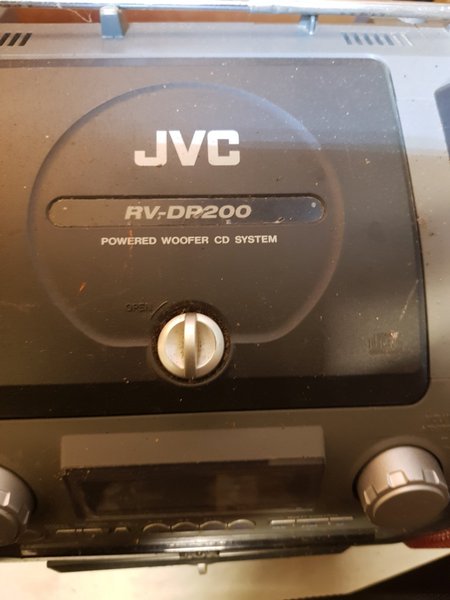 JVC
RV-DP200
POWERED WOOFER CD SYSTEM
OPEN